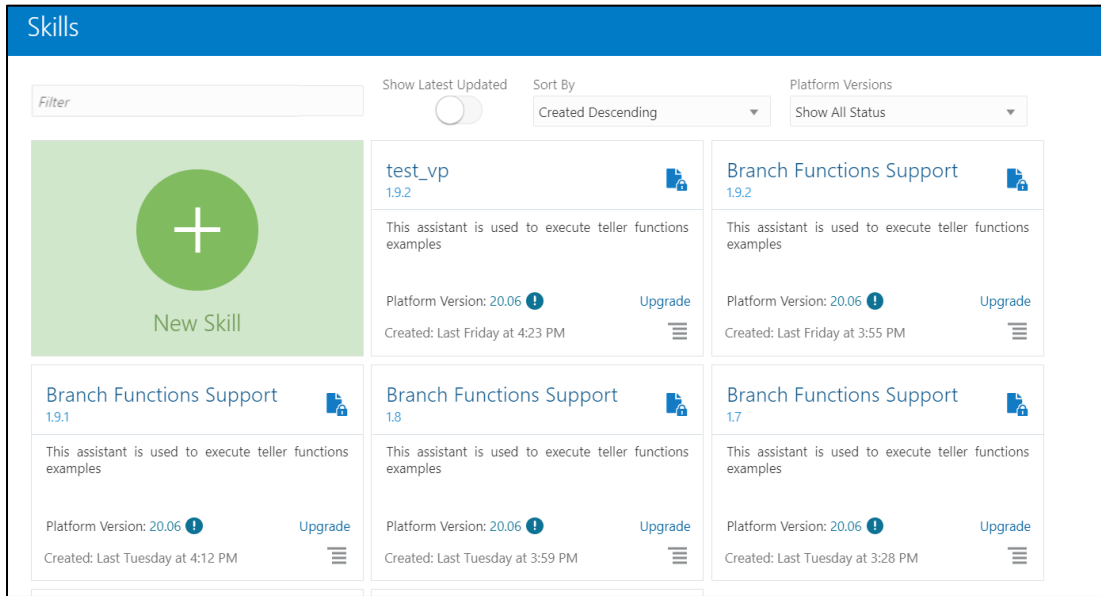 Skills
Filter
Show Latest Updated
Sort By
Created Descending
Platform Versions
Show All Status
New Skill
test_vp
1.9.2
This assistant is used to execute teller functions
examples
Platform Version: 20.06
Upgrade
Created: Last Friday at 4:23 PM
Branch Functions Support
1.9.2
This assistant is used to execute teller functions
examples
Platform Version: 20.06
Upgrade
Created: Last Friday at 3:55 PM
Branch Functions Support
1.9.1
This assistant is used to execute teller functions
examples
Platform Version: 20.06
Upgrade
Created: Last Tuesday at 4:12 PM
Branch Functions Support
1.8
This assistant is used to execute teller functions
examples
Platform Version: 20.06
Upgrade
Created: Last Tuesday at 3:59 PM
Branch Functions Support
1.7
This assistant is used to execute teller functions
examples
Platform Version: 20.06
Upgrade
Created: Last Tuesday at 3:28 PM